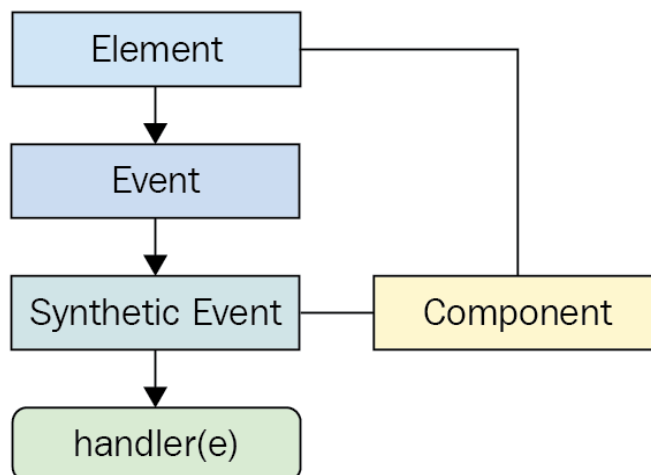 Element
Event
Synthetic Event
Component
handler(e)